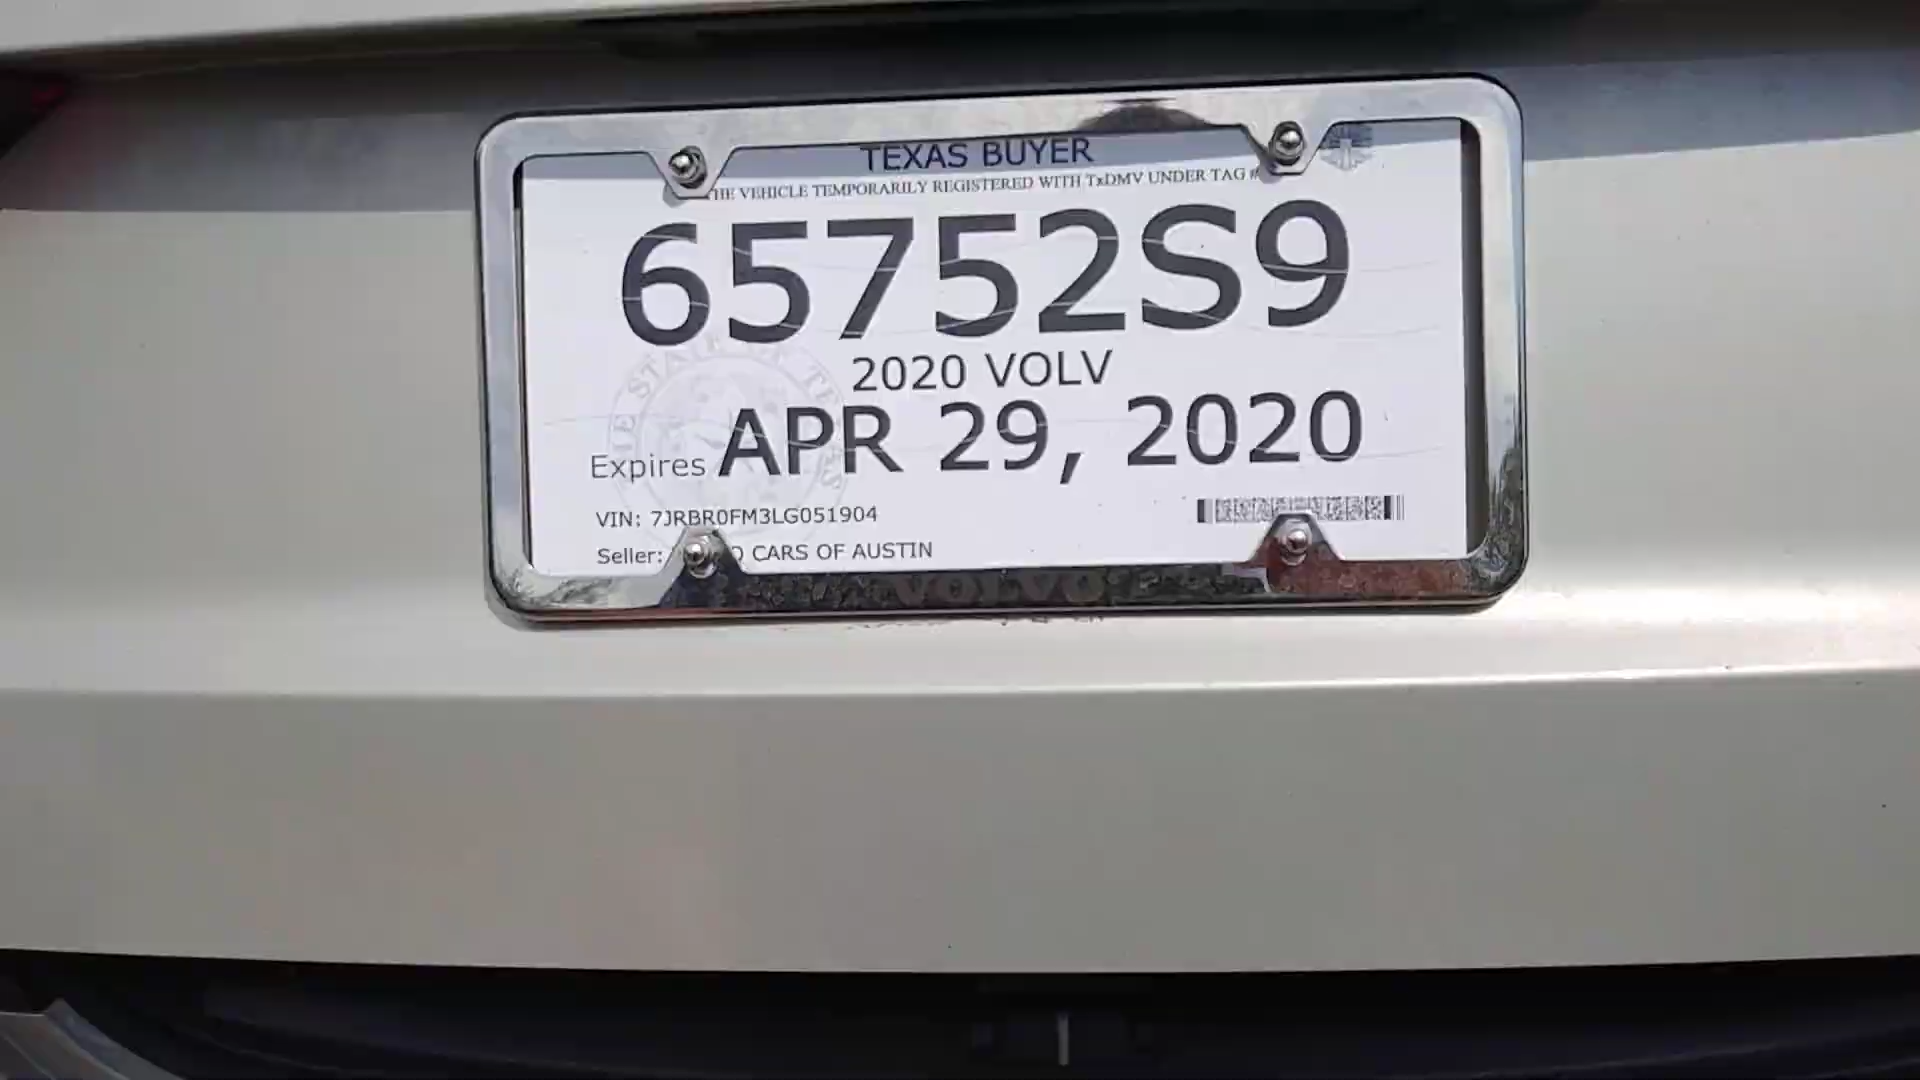 TEXAS BUYER
THE VEHICLE TEMPORARILY REGISTERED WITH TxDMV UNDER TAG #
65752S9
2020 VOLV
Expires APR 29, 2020
VIN: 7JRBR0FM3LG051904
Seller: CARS OF AUSTIN
VOLVO